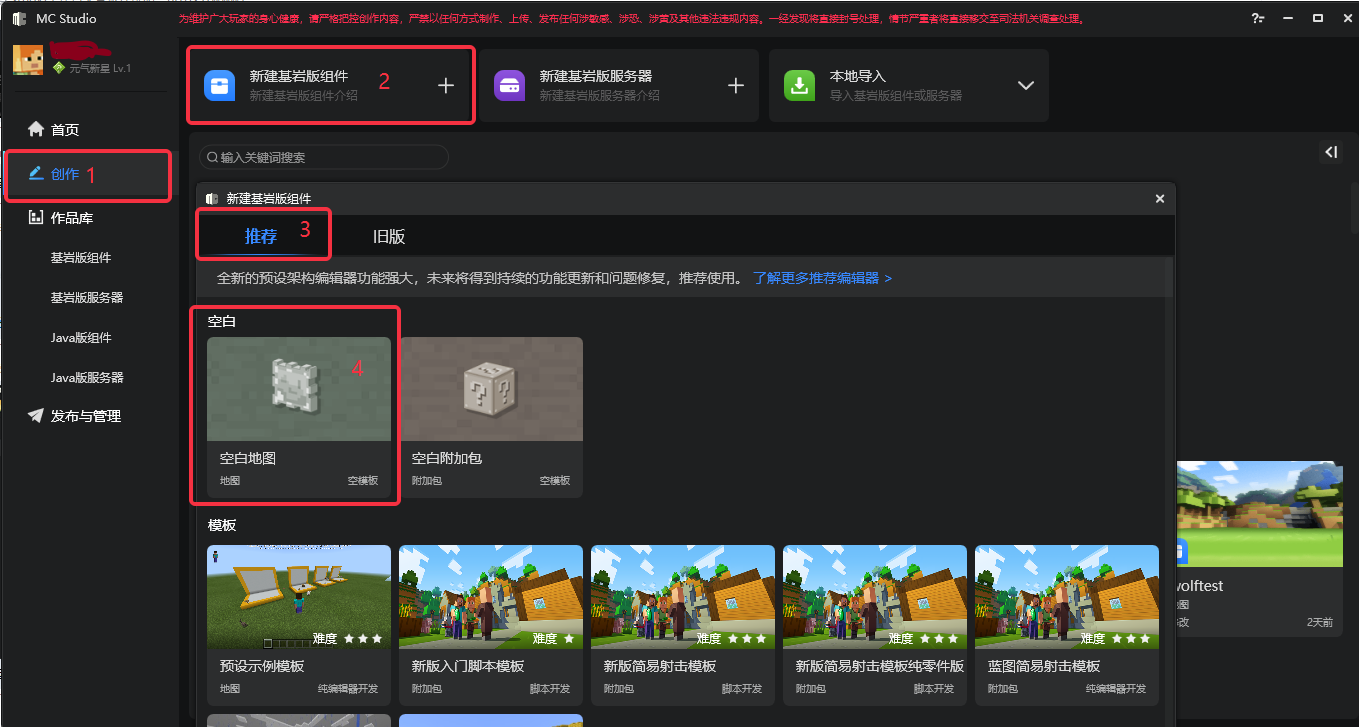 MC Studio
为维护广大玩家的身心健康，请严格把控创作内容，严禁以任何方式制作、上传、发布任何涉敏感、涉恐、涉黄及其他违法违规内容。一经发现将直接封号处理，情节严重者将直接移交至司法机关调查处理。
元气新星 Lv.1
首页
创作 1
作品库
基岩版组件
基岩版服务器
Java版组件
Java版服务器
发布与管理
新建基岩版组件 2
新建基岩版组件介绍
新建基岩版服务器
新建基岩版服务器介绍
本地导入
导入基岩版组件或服务器
输入关键词搜索
新建基岩版组件
推荐 3
旧版
全新的预设架构编辑器功能强大，未来将得到持续的功能更新和问题修复，推荐使用。 了解更多推荐编辑器 >
空白
4
空白地图
地图 空模板
空白附加包
附加包 空模板
模板
难度 ★★★
预设示例模板
地图 纯编辑器开发
难度 ★
新版入门脚本模板
附加包 脚本开发
难度 ★★★
新版简易射击模板
附加包 脚本开发
难度 ★★★
新版简易射击模板纯零件版
附加包 脚本开发
难度 ★★★
蓝图简易射击模板
附加包 纯编辑器开发
olftest
图
改 2天前